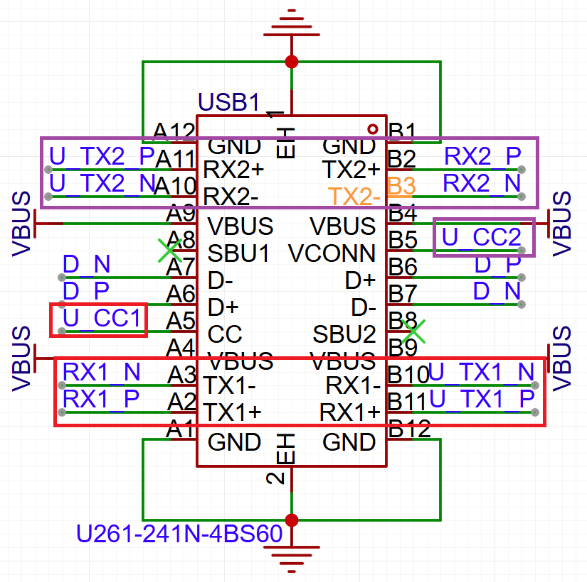 USB1
1
EH
A12 GND GND B1
U_TX2_P A11 RX2+ TX2+ B2 RX2_P
U_TX2_N A10 RX2- TX2- B3 RX2_N
VBUS A9 VBUS VBUS B4 VBUS
A8 SBU1 VCONN B5 U_CC2
D_N A7 D- D+ B6 D_P
D_P A6 D+ D- B7 D_N
U_CC1 A5 CC SBU2 B8
VBUS A4 VBUS VBUS B9 VBUS
RX1_N A3 TX1- RX1- B10 U_TX1_N
RX1_P A2 TX1+ RX1+ B11 U_TX1_P
A1 GND GND B12
EH
2
U261-241N-4BS60